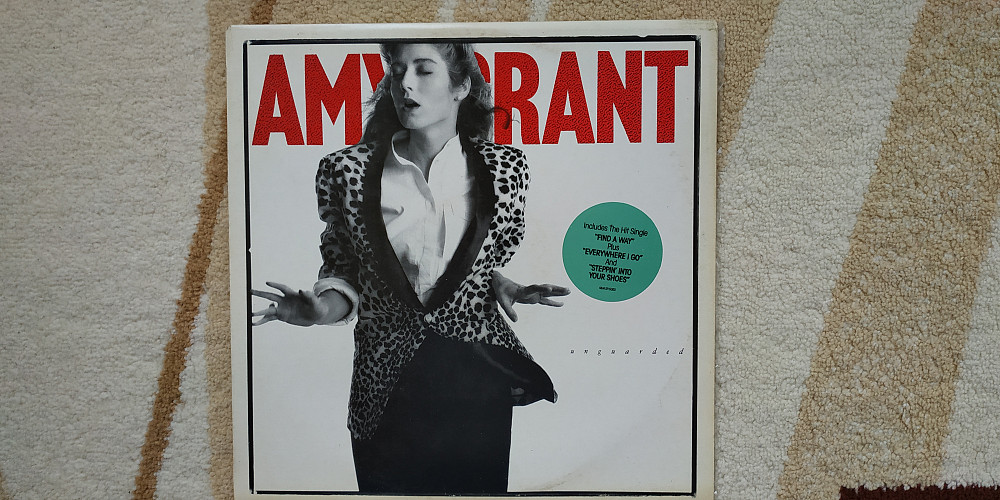 AMY GRANT
Includes The Hit Single
"FIND A WAY"
Plus
"EVERYWHERE I GO"
And
"STEPPIN' INTO
YOUR SHOES"
unguarded